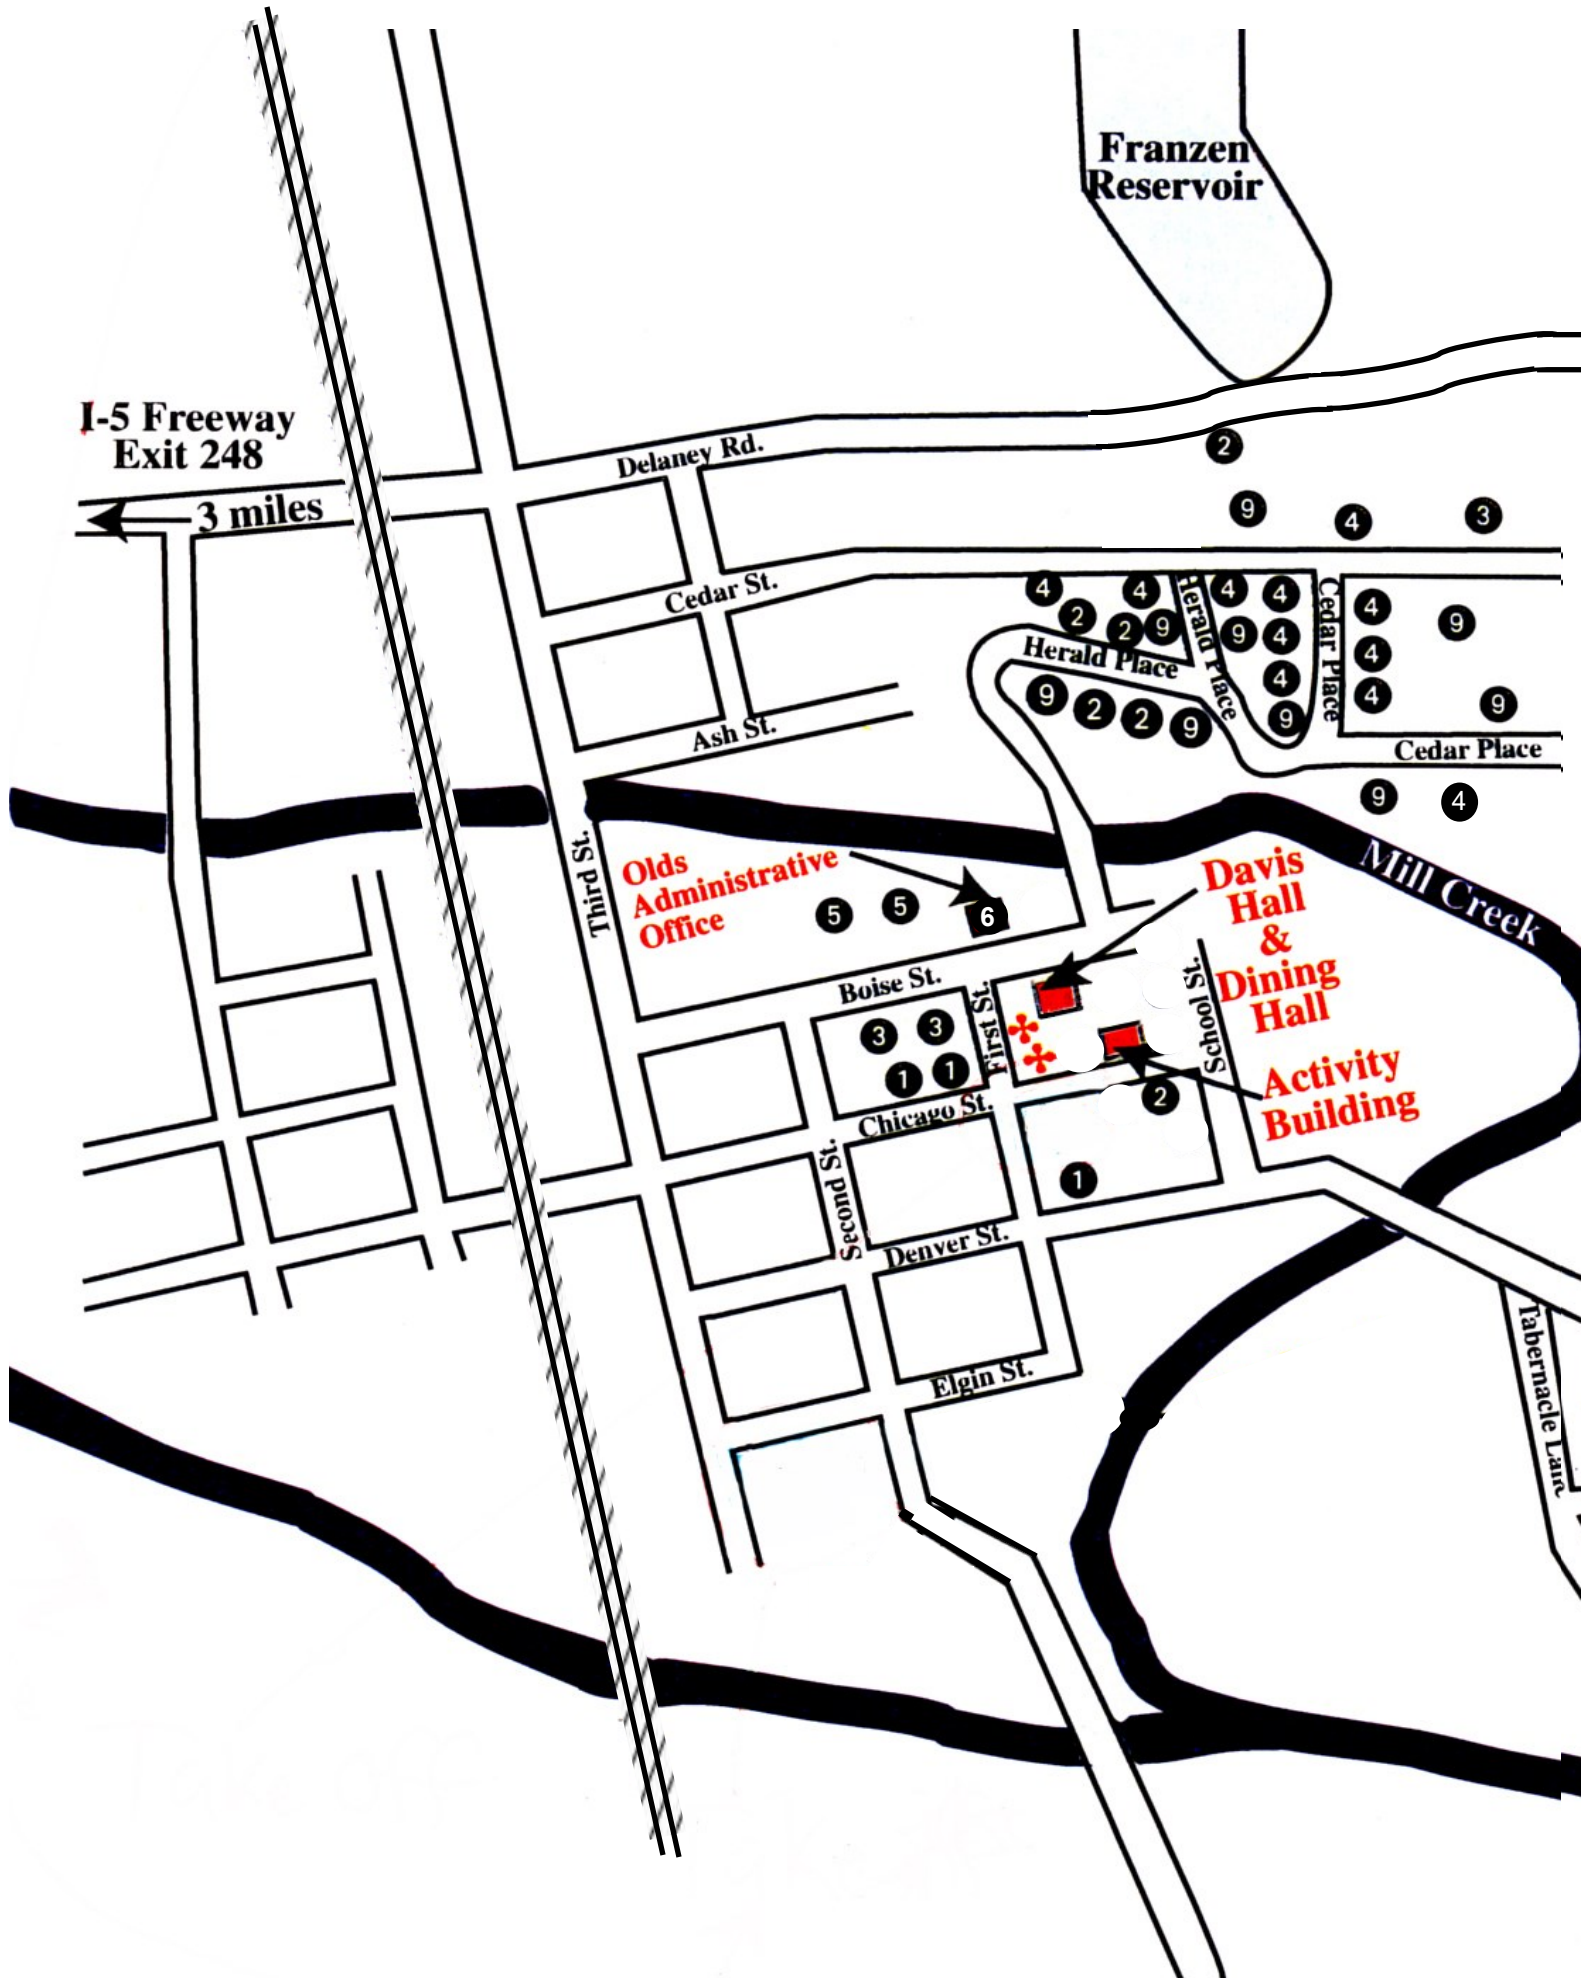 Franzen
Reservoir
I-5 Freeway
Exit 248
3 miles
Delaney Rd.
2
9
4
3
Cedar St.
4
4
4
4
2
2
9
9
4
Herald Place
Herald Place
Cedar Place
4
9
4
4
4
9
9
2
2
9
9
Ash St.
Cedar Place
9
4
Mill Creek
Third St.
Olds
Administrative
Office
5
5
6
Davis
Hall
&
Dining
Hall
Boise St.
First St.
School St.
3
3
1
1
Activity
Building
2
Chicago St.
Second St.
1
Denver St.
Elgin St.
Tabernacle